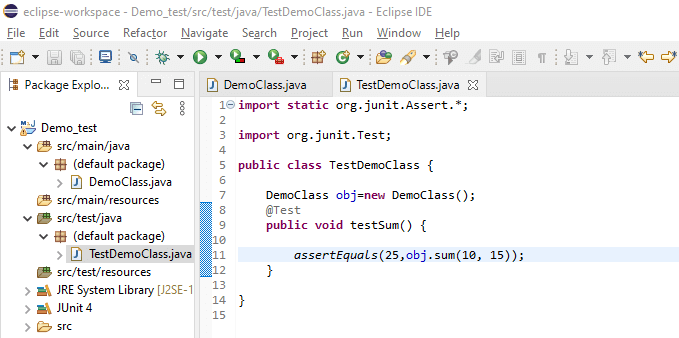 eclipse-workspace - Demo_test/src/test/java/TestDemoClass.java - Eclipse IDE
File Edit Source Refactor Navigate Search Project Run Window Help
Package Explo...
Demo_test
src/main/java
(default package)
DemoClass.java
src/main/resources
src/test/java
(default package)
TestDemoClass.java
src/test/resources
JRE System Library [J2SE-1
JUnit 4
src
DemoClass.java TestDemoClass.java
1 import static org.junit.Assert.*;
2
3 import org.junit.Test;
4
5 public class TestDemoClass {
6
7 DemoClass obj=new DemoClass();
8 @Test
9 public void testSum() {
10
11 assertEquals(25,obj.sum(10, 15));
12 }
13
14 }
15